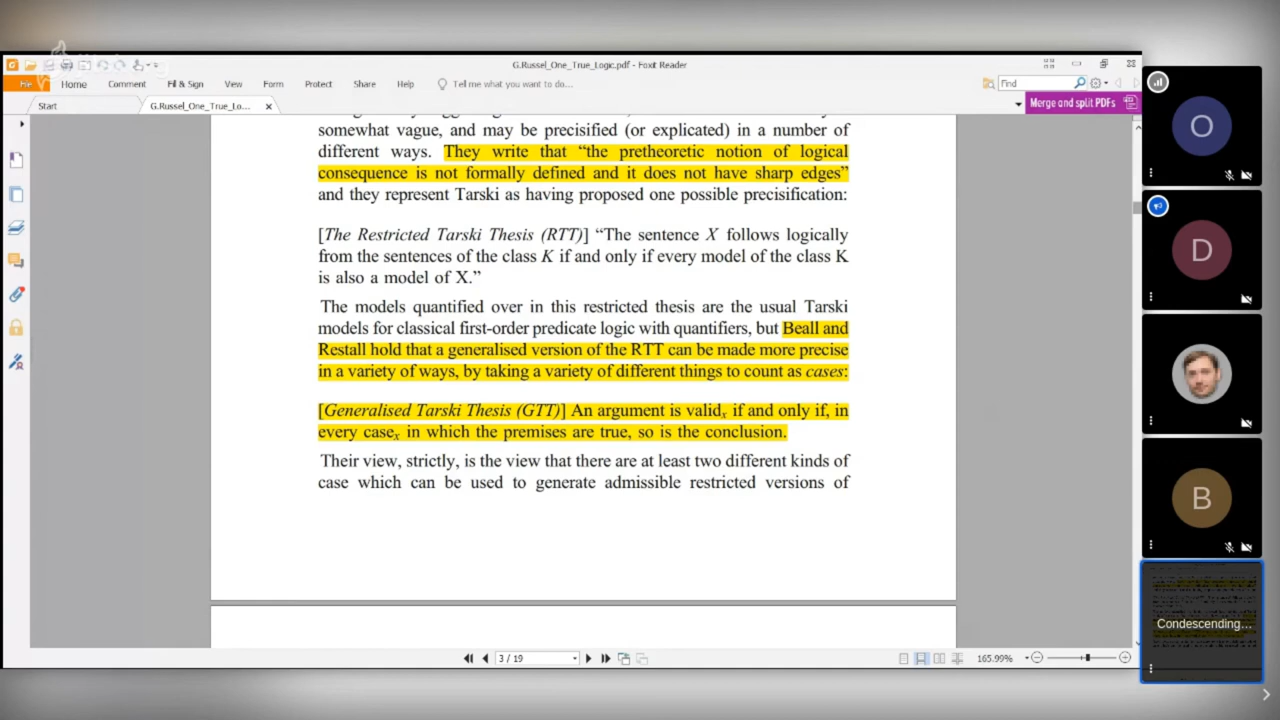 G.Russel_One_True_Logic.pdf - Foxit Reader
File Home Comment Fill & Sign View Form Protect Share Help Tell me what you want to do... Find
Start G.Russel_One_True_Lo... Merge and split PDFs
somewhat vague, and may be precisified (or explicated) in a number of
different ways. They write that “the pretheoretic notion of logical
consequence is not formally defined and it does not have sharp edges”
and they represent Tarski as having proposed one possible precisification:
[The Restricted Tarski Thesis (RTT)] “The sentence X follows logically
from the sentences of the class K if and only if every model of the class K
is also a model of X.”
The models quantified over in this restricted thesis are the usual Tarski
models for classical first-order predicate logic with quantifiers, but Beall and
Restall hold that a generalised version of the RTT can be made more precise
in a variety of ways, by taking a variety of different things to count as cases:
[Generalised Tarski Thesis (GTT)] An argument is validₓ if and only if, in
every caseₓ in which the premises are true, so is the conclusion.
Their view, strictly, is the view that there are at least two different kinds of
case which can be used to generate admissible restricted versions of
3 / 19
165.99%
O
D
B
Condescending...